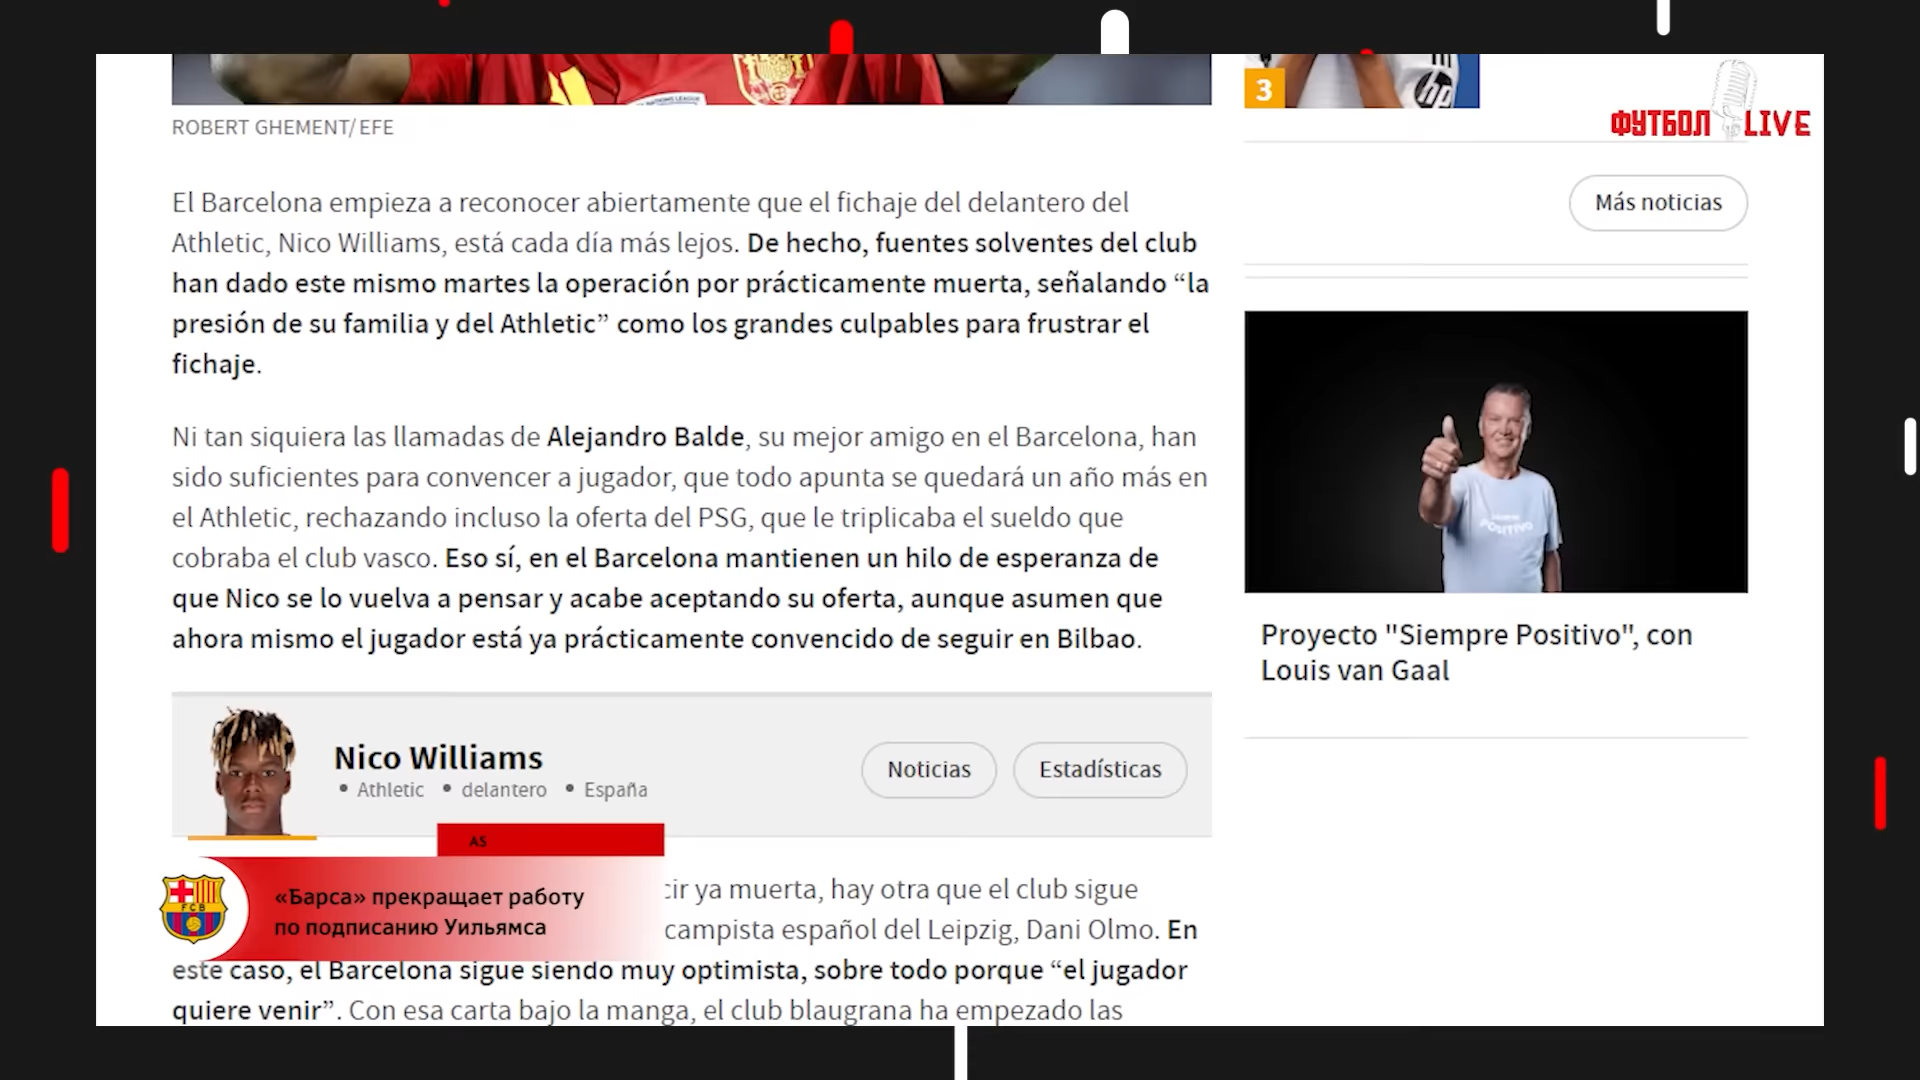 3
ФУТБОЛ LIVE
ROBERT GHEMENT/ EFE
El Barcelona empieza a reconocer abiertamente que el fichaje del delantero del
Athletic, Nico Williams, está cada día más lejos. De hecho, fuentes solventes del club
han dado este mismo martes la operación por prácticamente muerta, señalando “la
presión de su familia y del Athletic” como los grandes culpables para frustrar el
fichaje.
Ni tan siquiera las llamadas de Alejandro Balde, su mejor amigo en el Barcelona, han
sido suficientes para convencer a jugador, que todo apunta se quedará un año más en
el Athletic, rechazando incluso la oferta del PSG, que le triplicaba el sueldo que
cobraba el club vasco. Eso sí, en el Barcelona mantienen un hilo de esperanza de
que Nico se lo vuelva a pensar y acabe aceptando su oferta, aunque asumen que
ahora mismo el jugador está ya prácticamente convencido de seguir en Bilbao.
Nico Williams
• Athletic • delantero • España
Noticias
Estadísticas
AS
FCB
«Барса» прекращает работу
по подписанию Уильямса
cir ya muerta, hay otra que el club sigue
campista español del Leipzig, Dani Olmo. En
este caso, el Barcelona sigue siendo muy optimista, sobre todo porque “el jugador
quiere venir”. Con esa carta bajo la manga, el club blaugrana ha empezado las
hp
Más noticias
POSITIVO
Proyecto "Siempre Positivo", con
Louis van Gaal